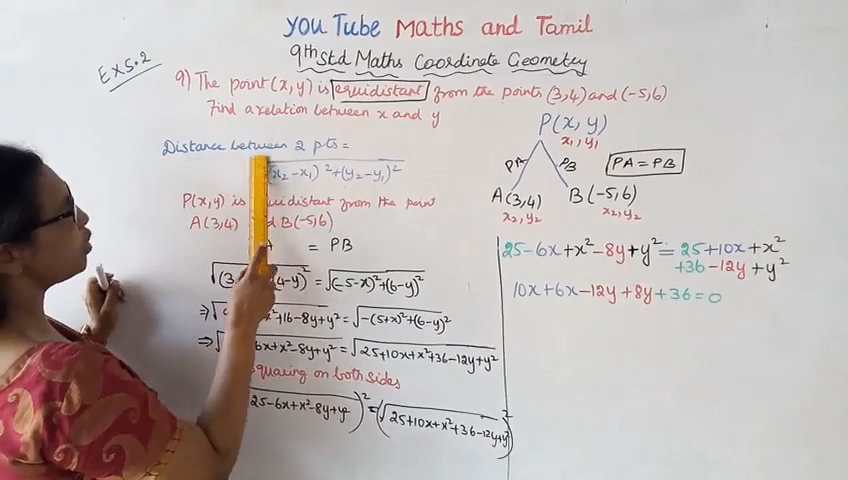 you Tube Maths and Tamil
9th Std Maths Coordinate Geometry
EX 5.2
9) The point (x,y) is equidistant from the points (3,4) and (-5,6)
Find a relation between x and y
Distance between 2 pts =
(x₂-x₁)²+(y₂-y₁)²
P(x,y) is equidistant from the point
A(3,4) and B(-5,6)
= PB
√(3 4-y)² = √(-5-x)²+(6-y)²
⇒√ x²+16-8y+y² = √-(5+x)²+(6-y)²
⇒√ 6x+x²-8y+y² = √25+10x+x²+36-12y+y²
quaring on both sides
25-6x+x²-8y+y² )² = (√25+10x+x²+36-12y+y²)²
P(x, y)
x₁, y₁
PA PB
PA = PB
A(3,4) B(-5,6)
x₂, y₂ x₂, y₂
25-6x+x²-8y+y² = 25+10x+x²
+36-12y+y²
10x+6x-12y+8y+36=0